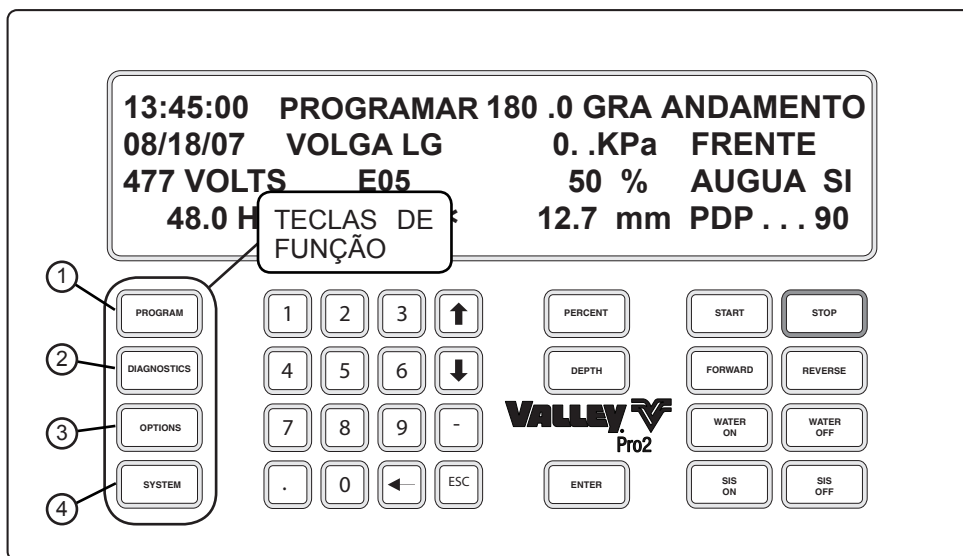 13:45:00 PROGRAMAR 180 .0 GRA ANDAMENTO
08/18/07 VOLGA LG 0. .KPa FRENTE
477 VOLTS E05 50 % AUGUA SI
48.0 H 12.7 mm PDP . . . 90
TECLAS DE
FUNÇÃO
1
PROGRAM
1 2 3
PERCENT
START STOP
2
DIAGNOSTICS
4 5 6
DEPTH
FORWARD REVERSE
3
OPTIONS
7 8 9 -
VALLEY
Pro2
WATER
ON
WATER
OFF
4
SYSTEM
. 0 ESC
ENTER
SIS
ON
SIS
OFF